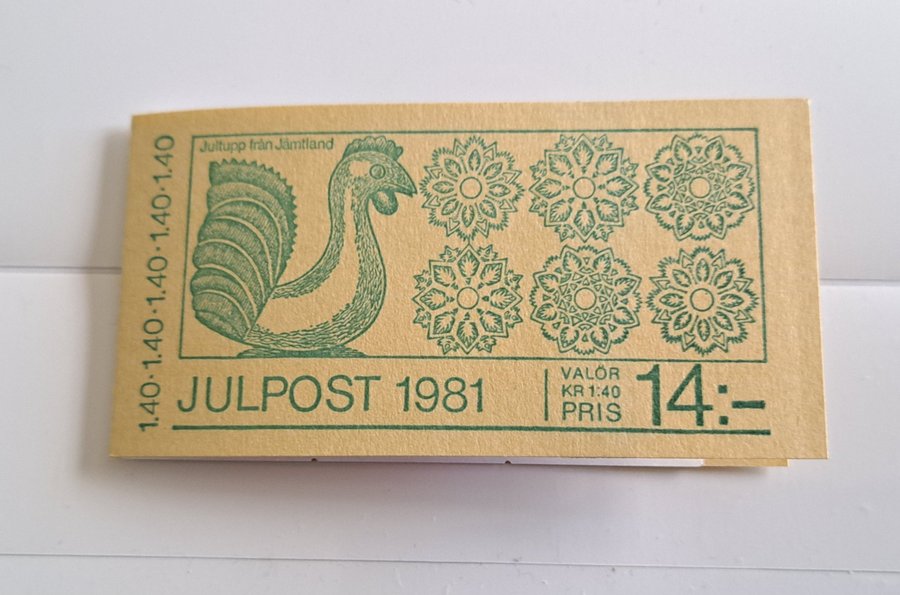 1.40·1.40·1.40·1.40·1.40
Jultupp från Jämtland
JULPOST 1981
VALÖR
KR 1:40
PRIS
14:-